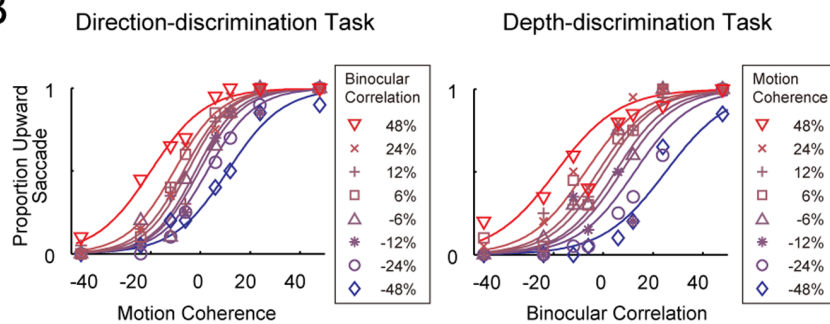 B
Direction-discrimination Task
Depth-discrimination Task
Proportion Upward
Saccade
1
0
-40 -20 0 20 40
Motion Coherence
Binocular
Correlation
48%
24%
12%
6%
-6%
-12%
-24%
-48%
1
0
-40 -20 0 20 40
Binocular Correlation
Motion
Coherence
48%
24%
12%
6%
-6%
-12%
-24%
-48%